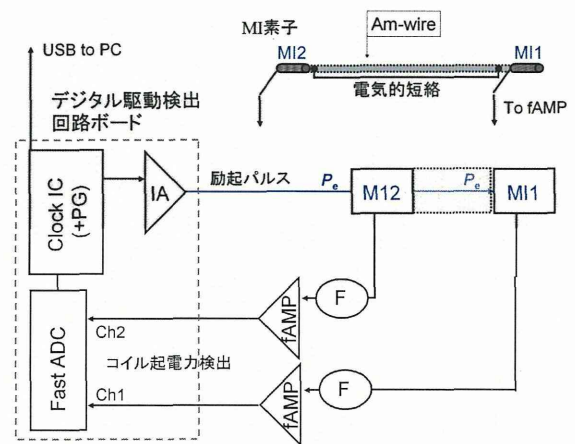 MI素子
Am-wire
USB to PC
MI2
MI1
電気的短絡
To fAMP
デジタル駆動検出
回路ボード
Clock IC
(+PG)
IA
励起パルス
Pe
M12
Pe
MI1
F
fAMP
Ch2
コイル起電力検出
Fast ADC
F
fAMP
Ch1